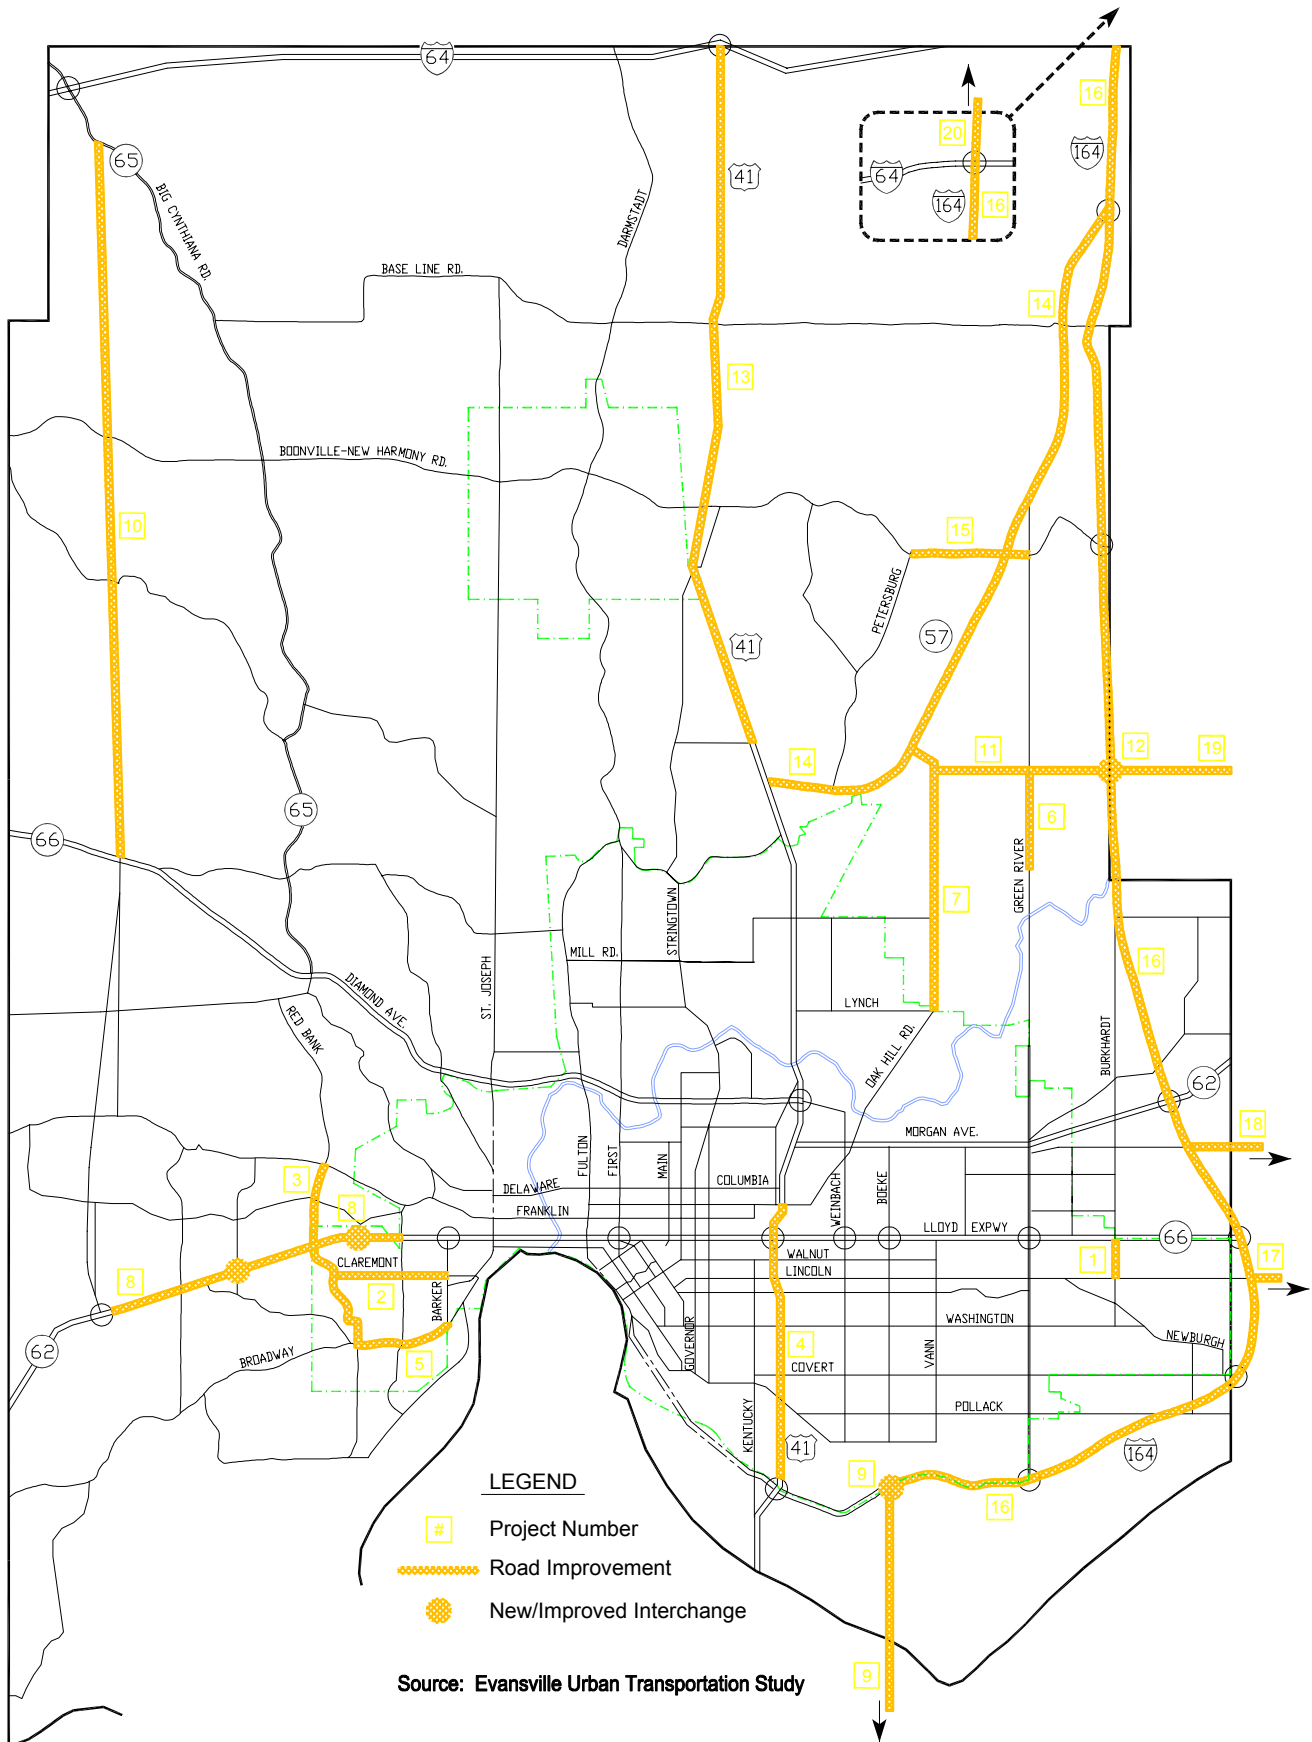 64
16
20
65
164
41
64
BIG CYNTHIANA RD.
DARMSTADT
164
16
BASE LINE RD.
14
13
BOONVILLE-NEW HARMONY RD.
10
15
PETERSBURG
57
41
11
12
19
14
65
6
66
GREEN RIVER
7
STRINGTOWN
MILL RD.
16
ST. JOSEPH
DIAMOND AVE.
LYNCH
RED BANK
BURKHARDT
OAK HILL RD.
62
MORGAN AVE.
18
FULTON
FIRST
MAIN
3
DELAWARE
COLUMBIA
WEINBACH
BOEKE
FRANKLIN
8
LLOYD EXPWY
66
WALNUT
CLAREMONT
LINCOLN
1
17
8
2
BARKER
WASHINGTON
NEWBURGH
GOVERNOR
4
VANN
62
BROADWAY
5
COVERT
POLLACK
KENTUCKY
41
164
9
16
LEGEND
# Project Number
Road Improvement
New/Improved Interchange
9
Source: Evansville Urban Transportation Study